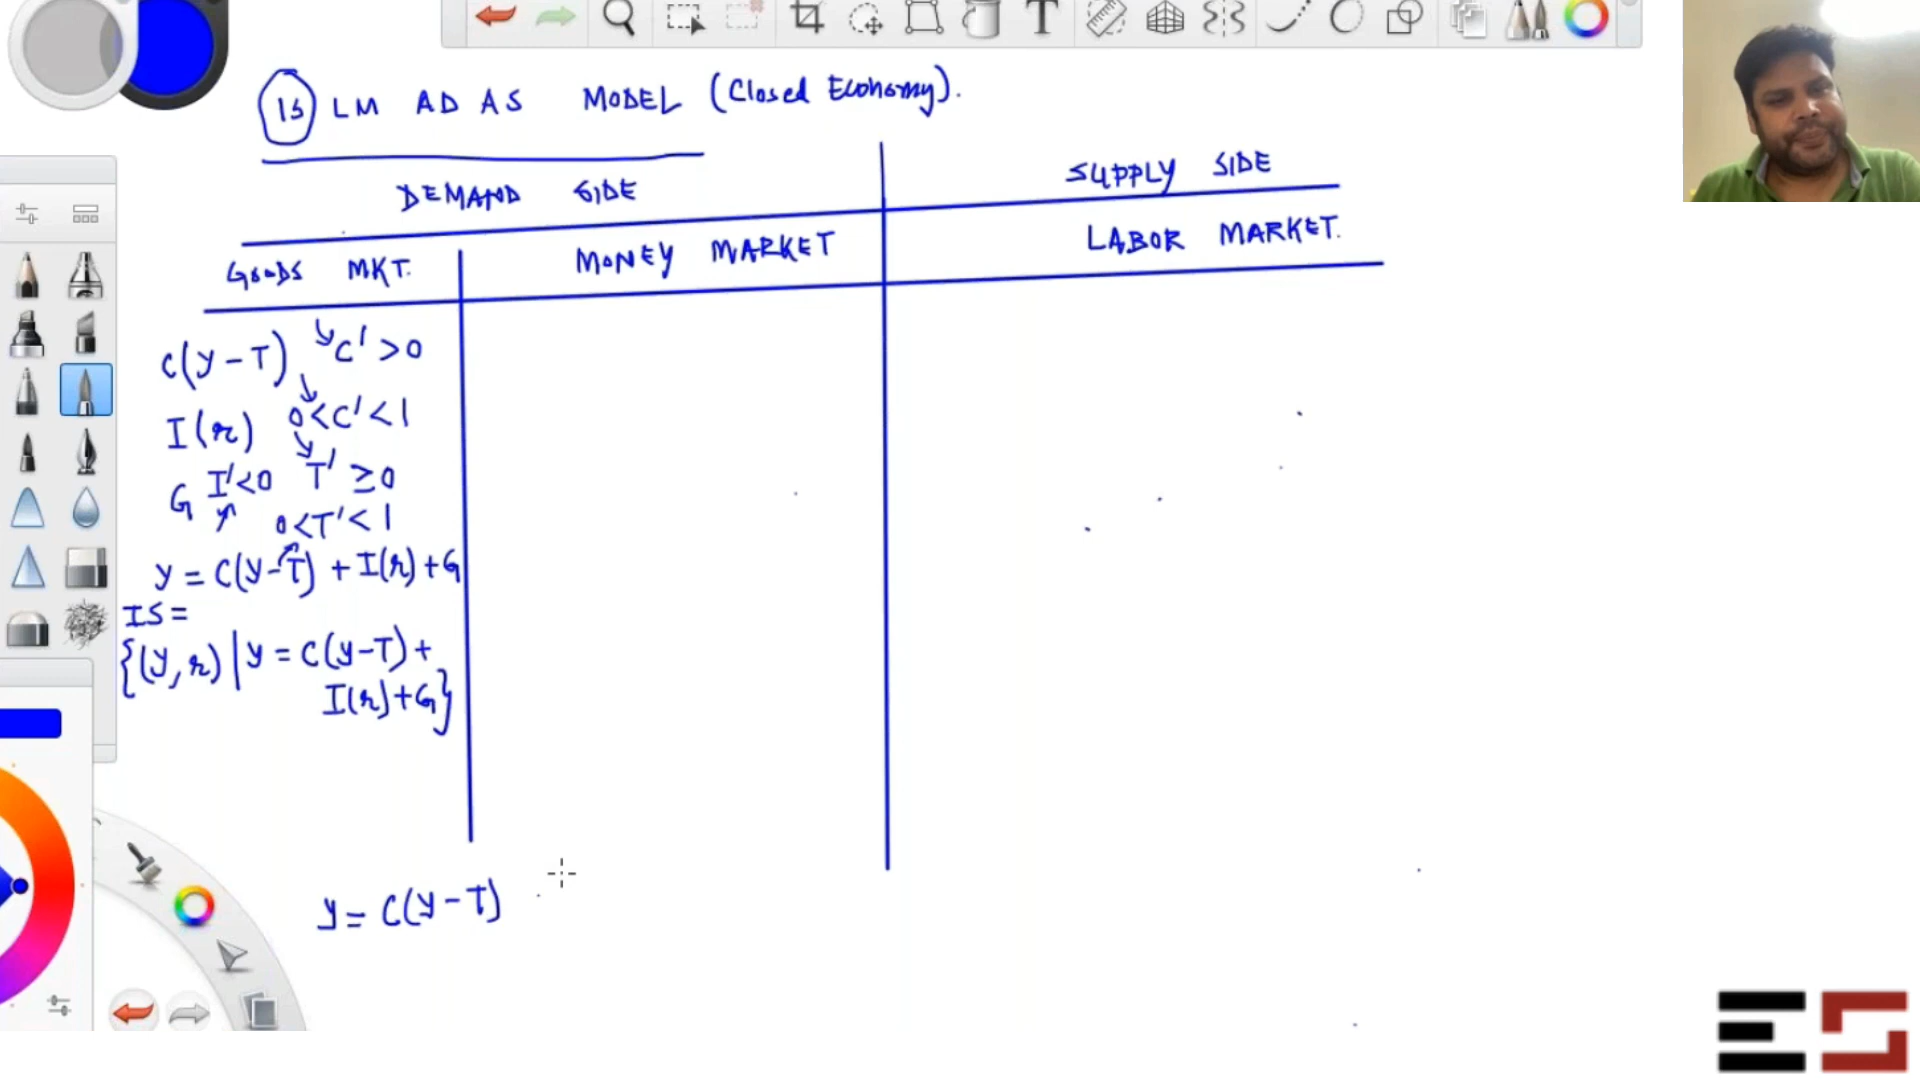 IS LM AD AS MODEL (Closed Economy).
DEMAND SIDE
SUPPLY SIDE
GOODS MKT.
MONEY MARKET
LABOR MARKET.
C(y-T) C' >0
I(r) 0<C'<1
G I'<0 T' ≥0
0<T'<1
y = C(y-T) + I(r)+G
IS =
{(y,r) | y = C(y-T)+
I(r)+G}
y = C(y-T)
T
ES